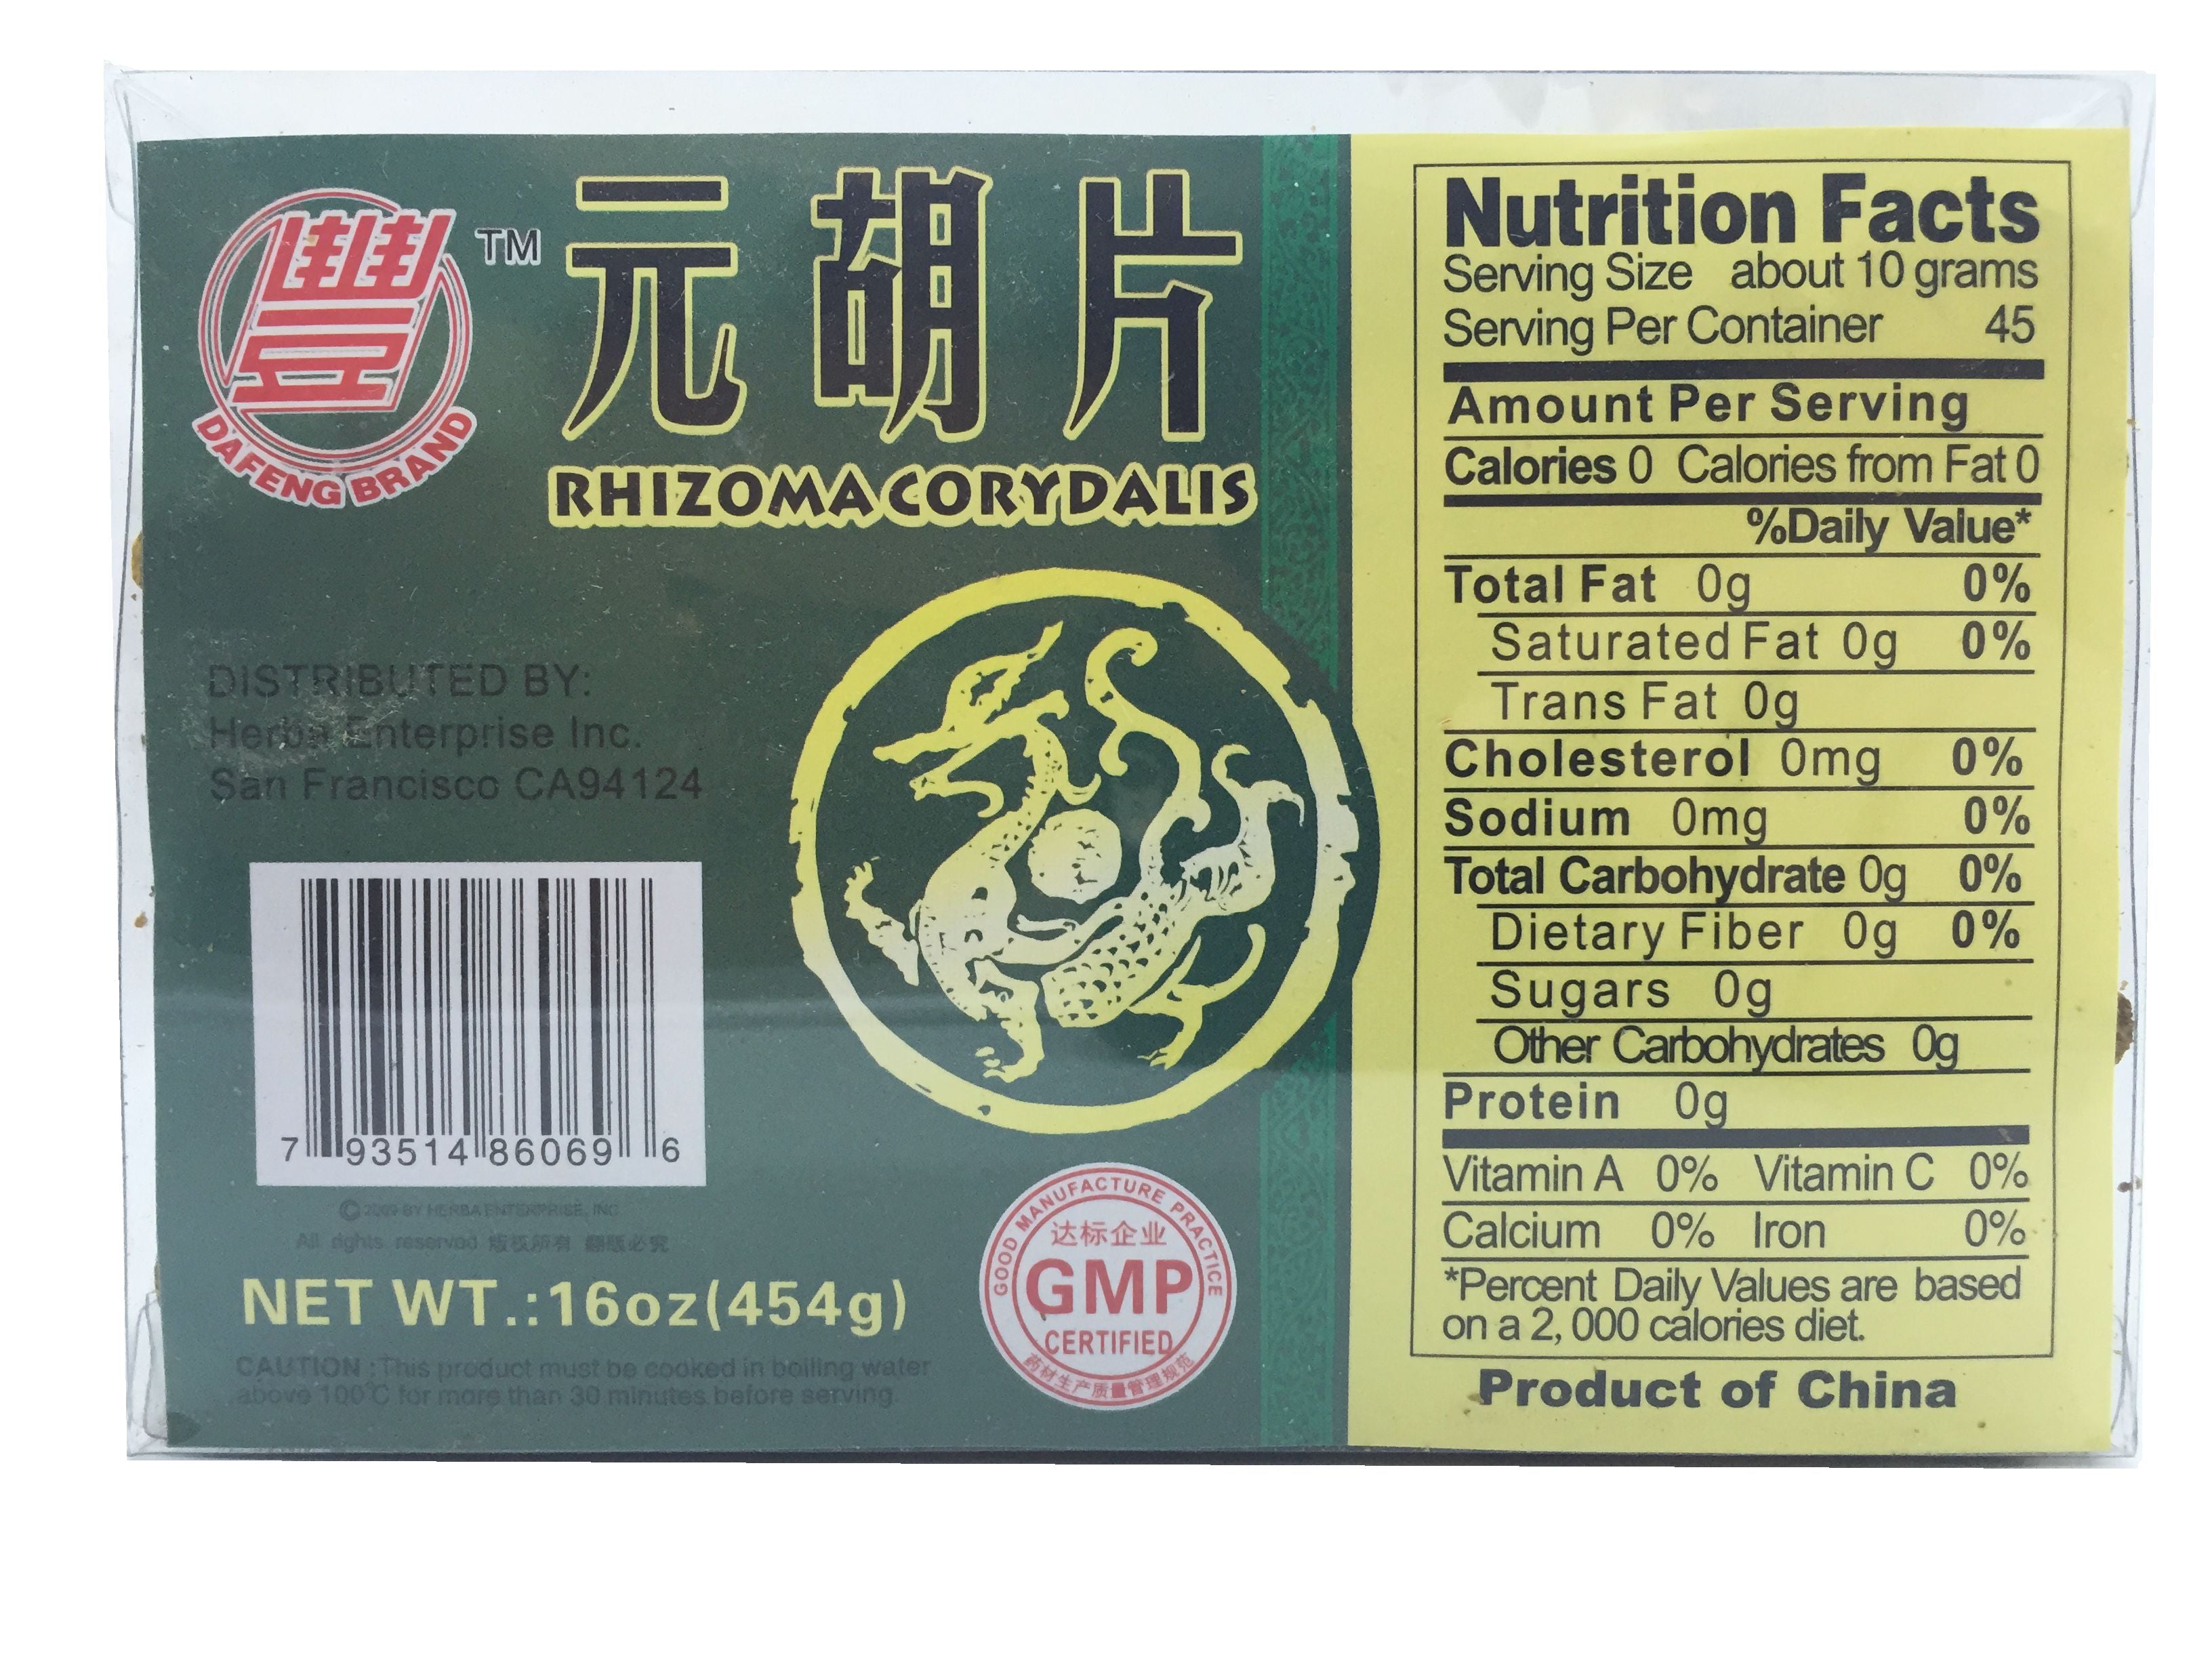 豐
TM
DAFENG BRAND
元胡片
RHIZOMA CORYDALIS
DISTRIBUTED BY:
Herba Enterprise Inc.
San Francisco CA94124
7 93514 86069 6
© 2009 BY HERBA ENTERPRISE, INC
All rights reserved 版权所有 翻版必究
NET WT.:16oz(454g)
CAUTION : This product must be cooked in boiling water
above 100℃ for more than 30 minutes before serving.
GOOD MANUFACTURE PRACTICE
达标企业
GMP
CERTIFIED
药材生产质量管理规范
Nutrition Facts
Serving Size about 10 grams
Serving Per Container 45
Amount Per Serving
Calories 0 Calories from Fat 0
%Daily Value*
Total Fat 0g 0%
Saturated Fat 0g 0%
Trans Fat 0g
Cholesterol 0mg 0%
Sodium 0mg 0%
Total Carbohydrate 0g 0%
Dietary Fiber 0g 0%
Sugars 0g
Other Carbohydrates 0g
Protein 0g
Vitamin A 0% Vitamin C 0%
Calcium 0% Iron 0%
*Percent Daily Values are based
on a 2, 000 calories diet.
Product of China